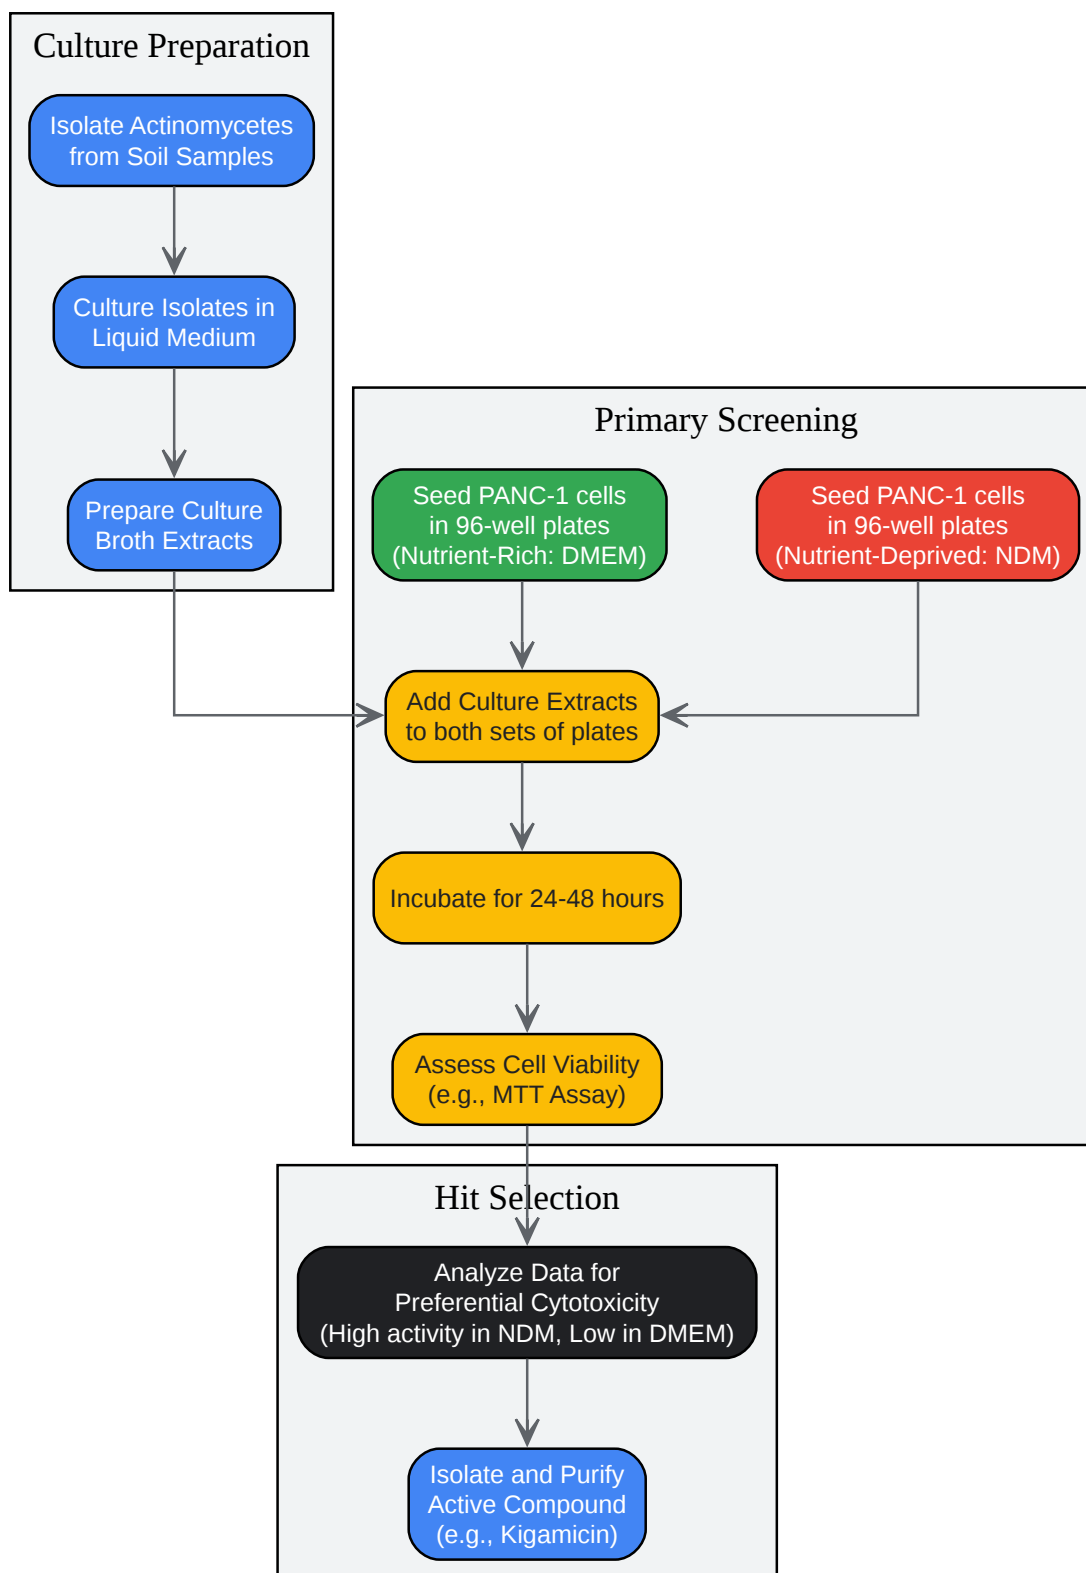 Culture Preparation
Isolate Actinomycetes
from Soil Samples
Culture Isolates in
Liquid Medium
Prepare Culture
Broth Extracts
Primary Screening
Seed PANC-1 cells
in 96-well plates
(Nutrient-Rich: DMEM)
Seed PANC-1 cells
in 96-well plates
(Nutrient-Deprived: NDM)
Add Culture Extracts
to both sets of plates
Incubate for 24-48 hours
Assess Cell Viability
(e.g., MTT Assay)
Hit Selection
Analyze Data for
Preferential Cytotoxicity
(High activity in NDM, Low in DMEM)
Isolate and Purify
Active Compound
(e.g., Kigamicin)